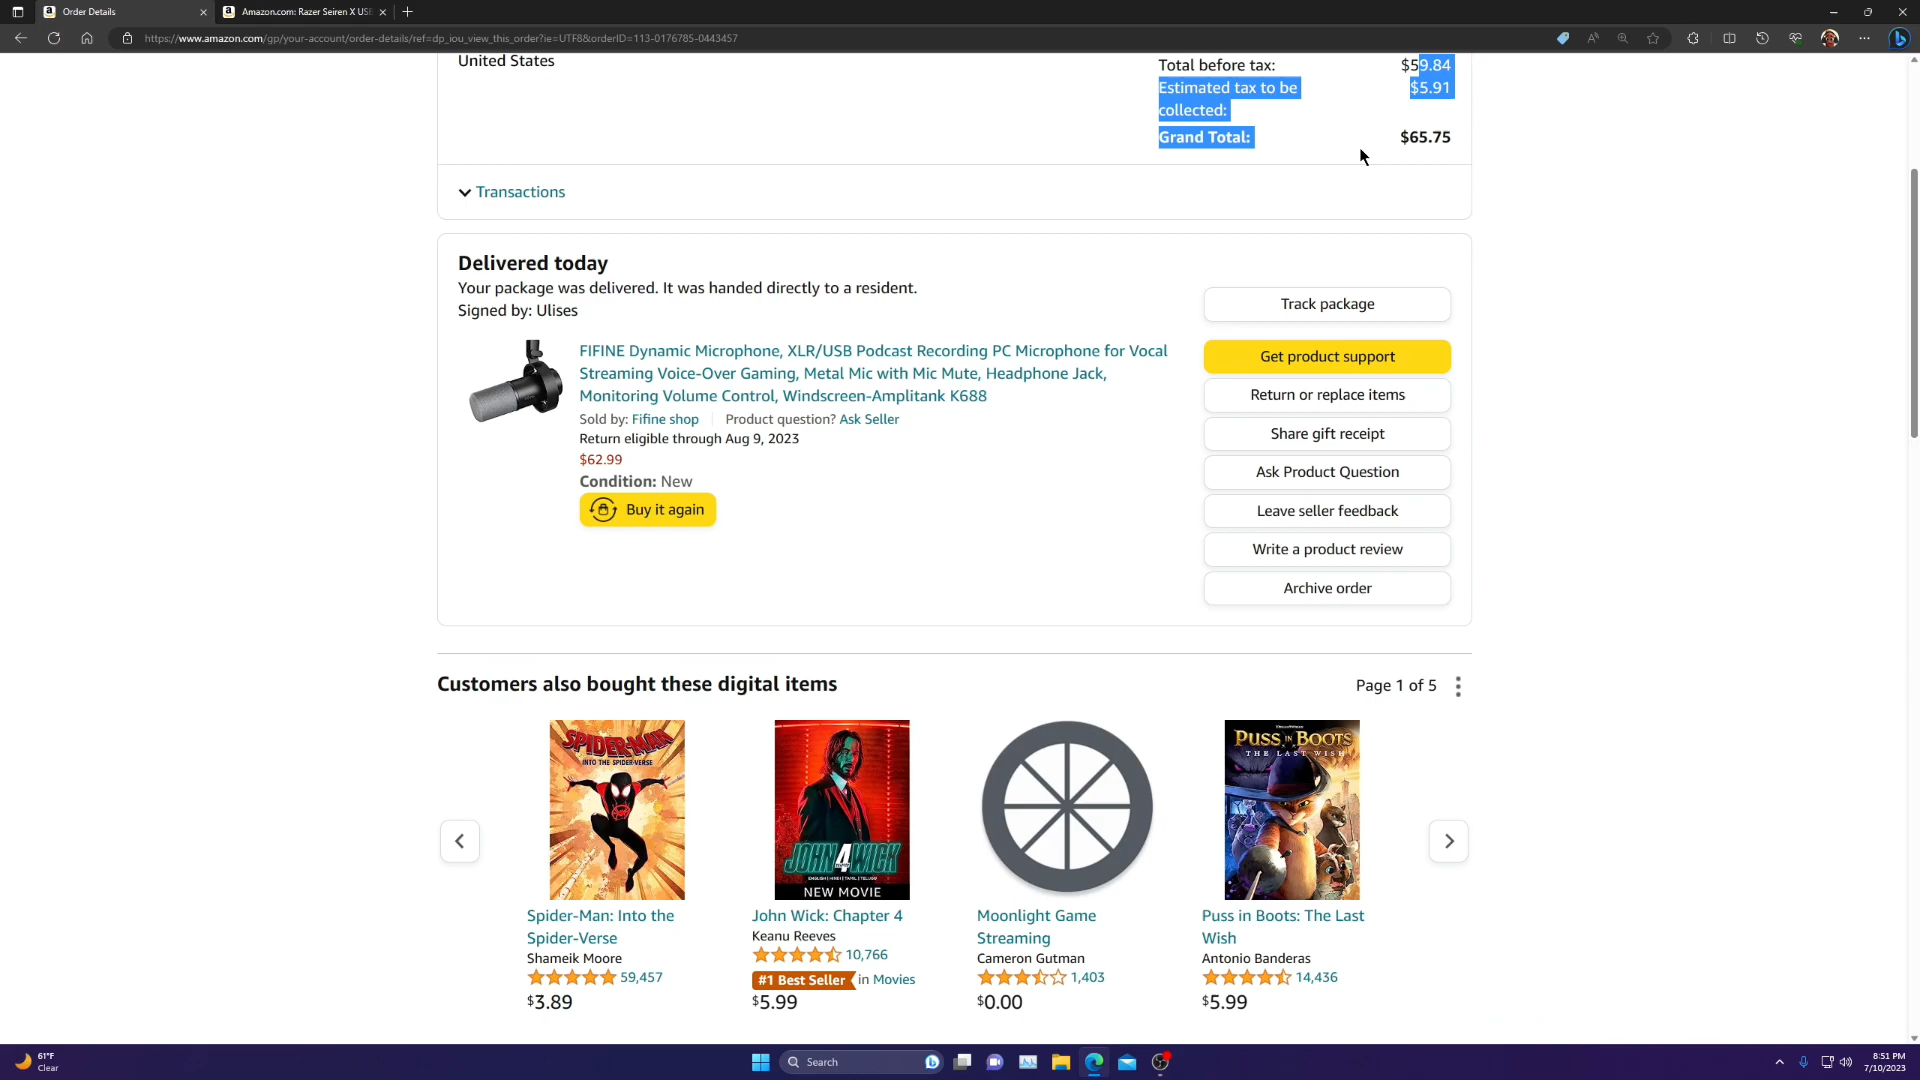 Order Details
Amazon.com: Razer Seiren X USB
https://www.amazon.com/gp/your-account/order-details/ref=dp_iou_view_this_order?ie=UTF8&orderID=113-0176785-0443457
United States
Total before tax: $59.84
Estimated tax to be $5.91
collected:
Grand Total: $65.75
Transactions
Delivered today
Your package was delivered. It was handed directly to a resident.
Signed by: Ulises
Track package
FIFINE Dynamic Microphone, XLR/USB Podcast Recording PC Microphone for Vocal
Streaming Voice-Over Gaming, Metal Mic with Mic Mute, Headphone Jack,
Monitoring Volume Control, Windscreen-Amplitank K688
Sold by: Fifine shop
Product question? Ask Seller
Return eligible through Aug 9, 2023
$62.99
Condition: New
Buy it again
Get product support
Return or replace items
Share gift receipt
Ask Product Question
Leave seller feedback
Write a product review
Archive order
Customers also bought these digital items
Page 1 of 5
SPIDER-MAN
INTO THE SPIDER-VERSE
JOHN 4 WICK
ENGLISH | HINDI | TAMIL | TELUGU
NEW MOVIE
PUSS IN BOOTS
THE LAST WISH
Spider-Man: Into the
Spider-Verse
Shameik Moore
59,457
$3.89
John Wick: Chapter 4
Keanu Reeves
10,766
#1 Best Seller in Movies
$5.99
Moonlight Game
Streaming
Cameron Gutman
1,403
$0.00
Puss in Boots: The Last
Wish
Antonio Banderas
14,436
$5.99
61°F
Clear
Search
8:51 PM
7/10/2023